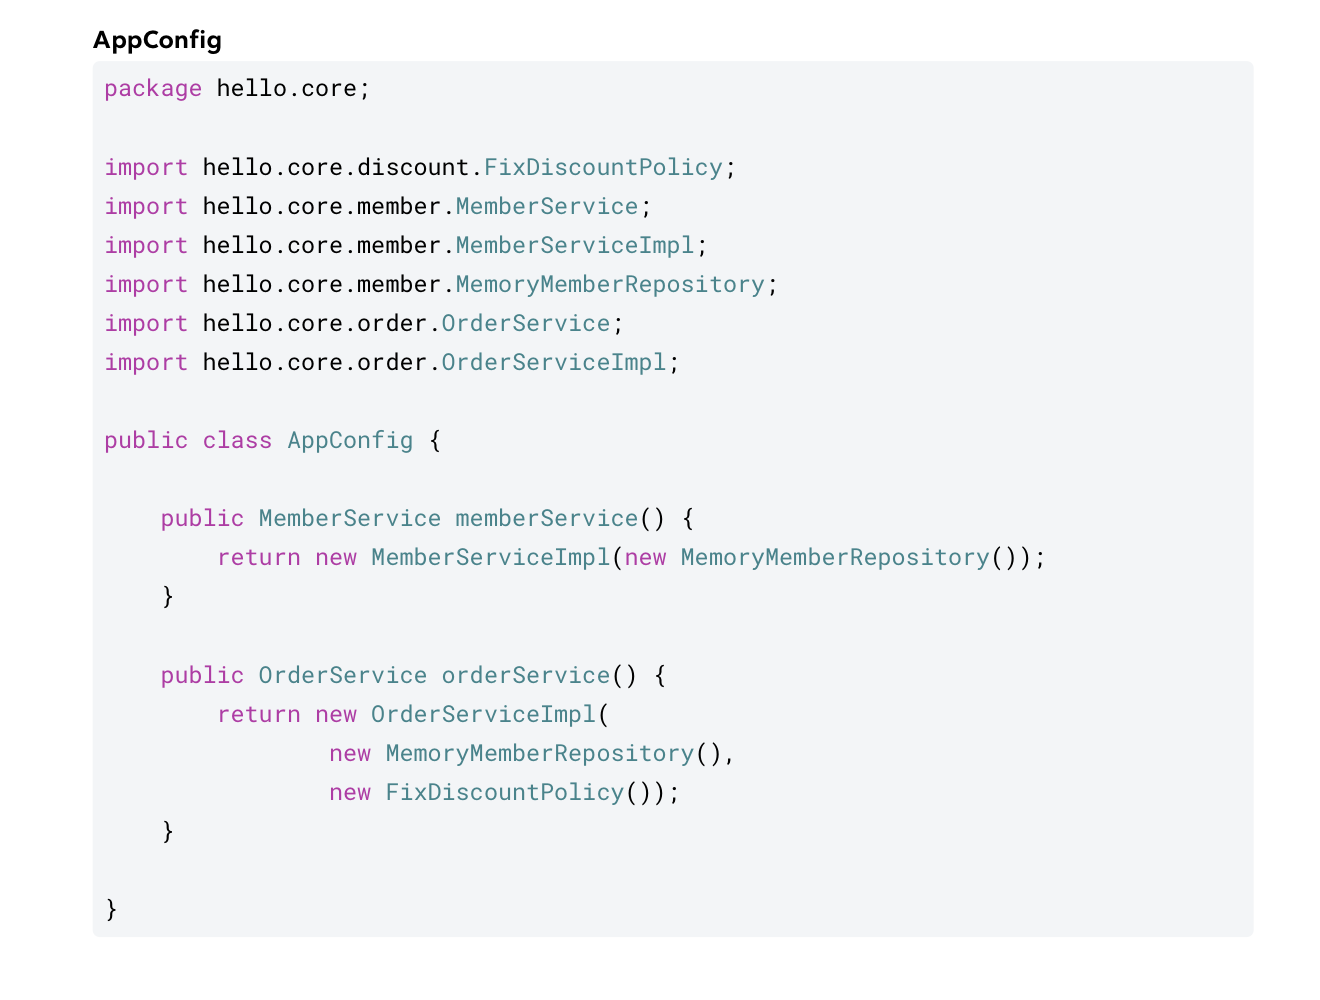 AppConfig
package hello.core;
import hello.core.discount.FixDiscountPolicy;
import hello.core.member.MemberService;
import hello.core.member.MemberServiceImpl;
import hello.core.member.MemoryMemberRepository;
import hello.core.order.OrderService;
import hello.core.order.OrderServiceImpl;
public class AppConfig {
    public MemberService memberService() {
        return new MemberServiceImpl(new MemoryMemberRepository());
    }
    public OrderService orderService() {
        return new OrderServiceImpl(
                new MemoryMemberRepository(),
                new FixDiscountPolicy());
    }
}